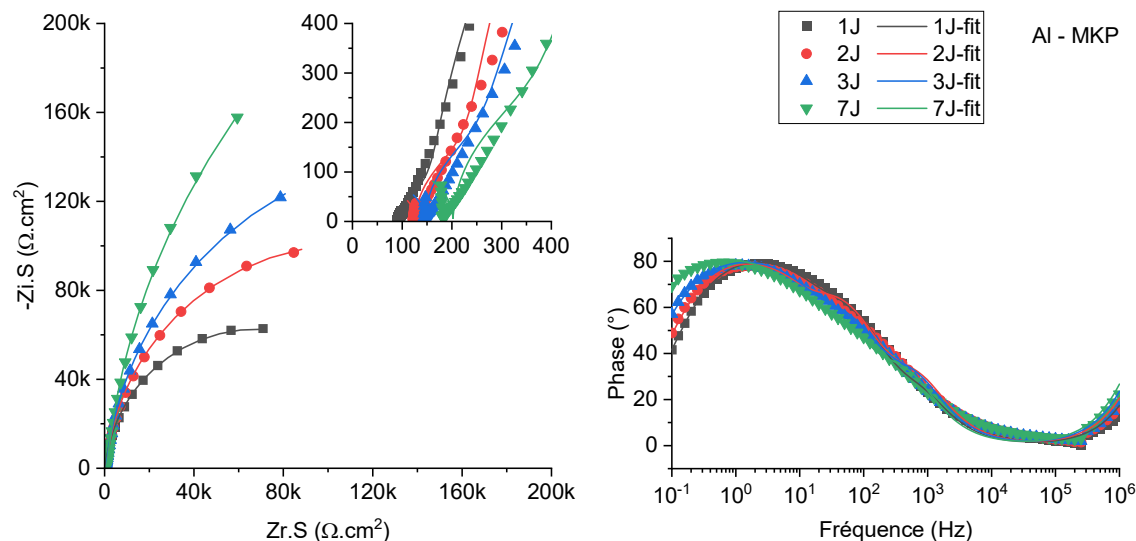 200k
160k
120k
80k
40k
0
-Zi.S (Ω.cm²)
0
40k
80k
120k
160k
200k
Zr.S (Ω.cm²)
400
300
200
100
0
0
100
200
300
400
1J
1J-fit
2J
2J-fit
3J
3J-fit
7J
7J-fit
Al - MKP
80
60
40
20
0
Phase (°)
10⁻¹
10⁰
10¹
10²
10³
10⁴
10⁵
10⁶
Fréquence (Hz)